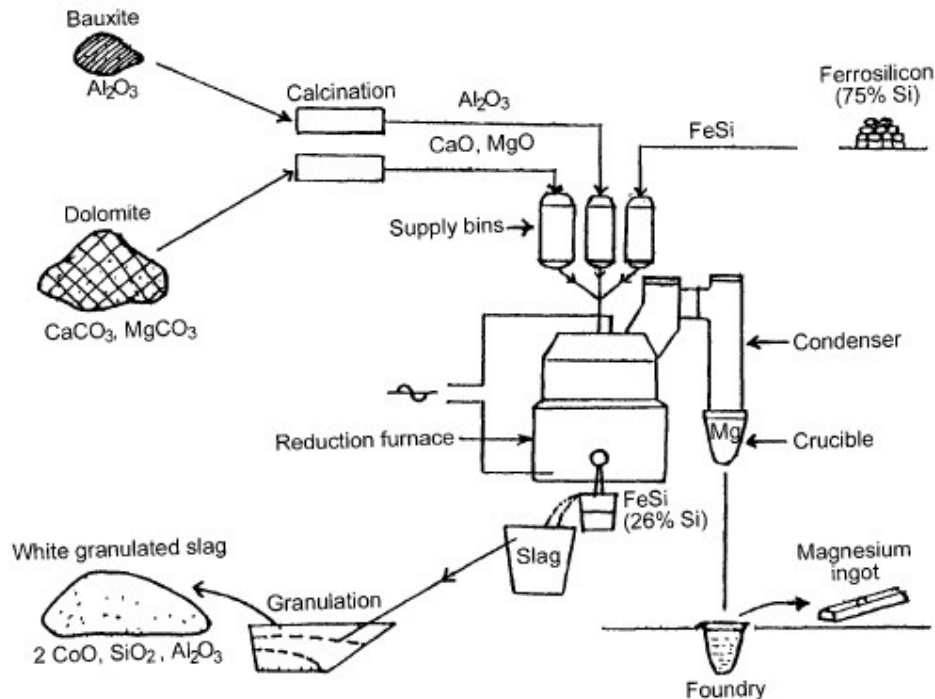 Bauxite
Al₂O₃
Calcination
Al₂O₃
CaO, MgO
FeSi
Ferrosilicon
(75% Si)
Dolomite
CaCO₃, MgCO₃
Supply bins
Condenser
Reduction furnace
Mg
Crucible
FeSi
(26% Si)
Slag
White granulated slag
Granulation
2 CoO, SiO₂, Al₂O₃
Magnesium
ingot
Foundry